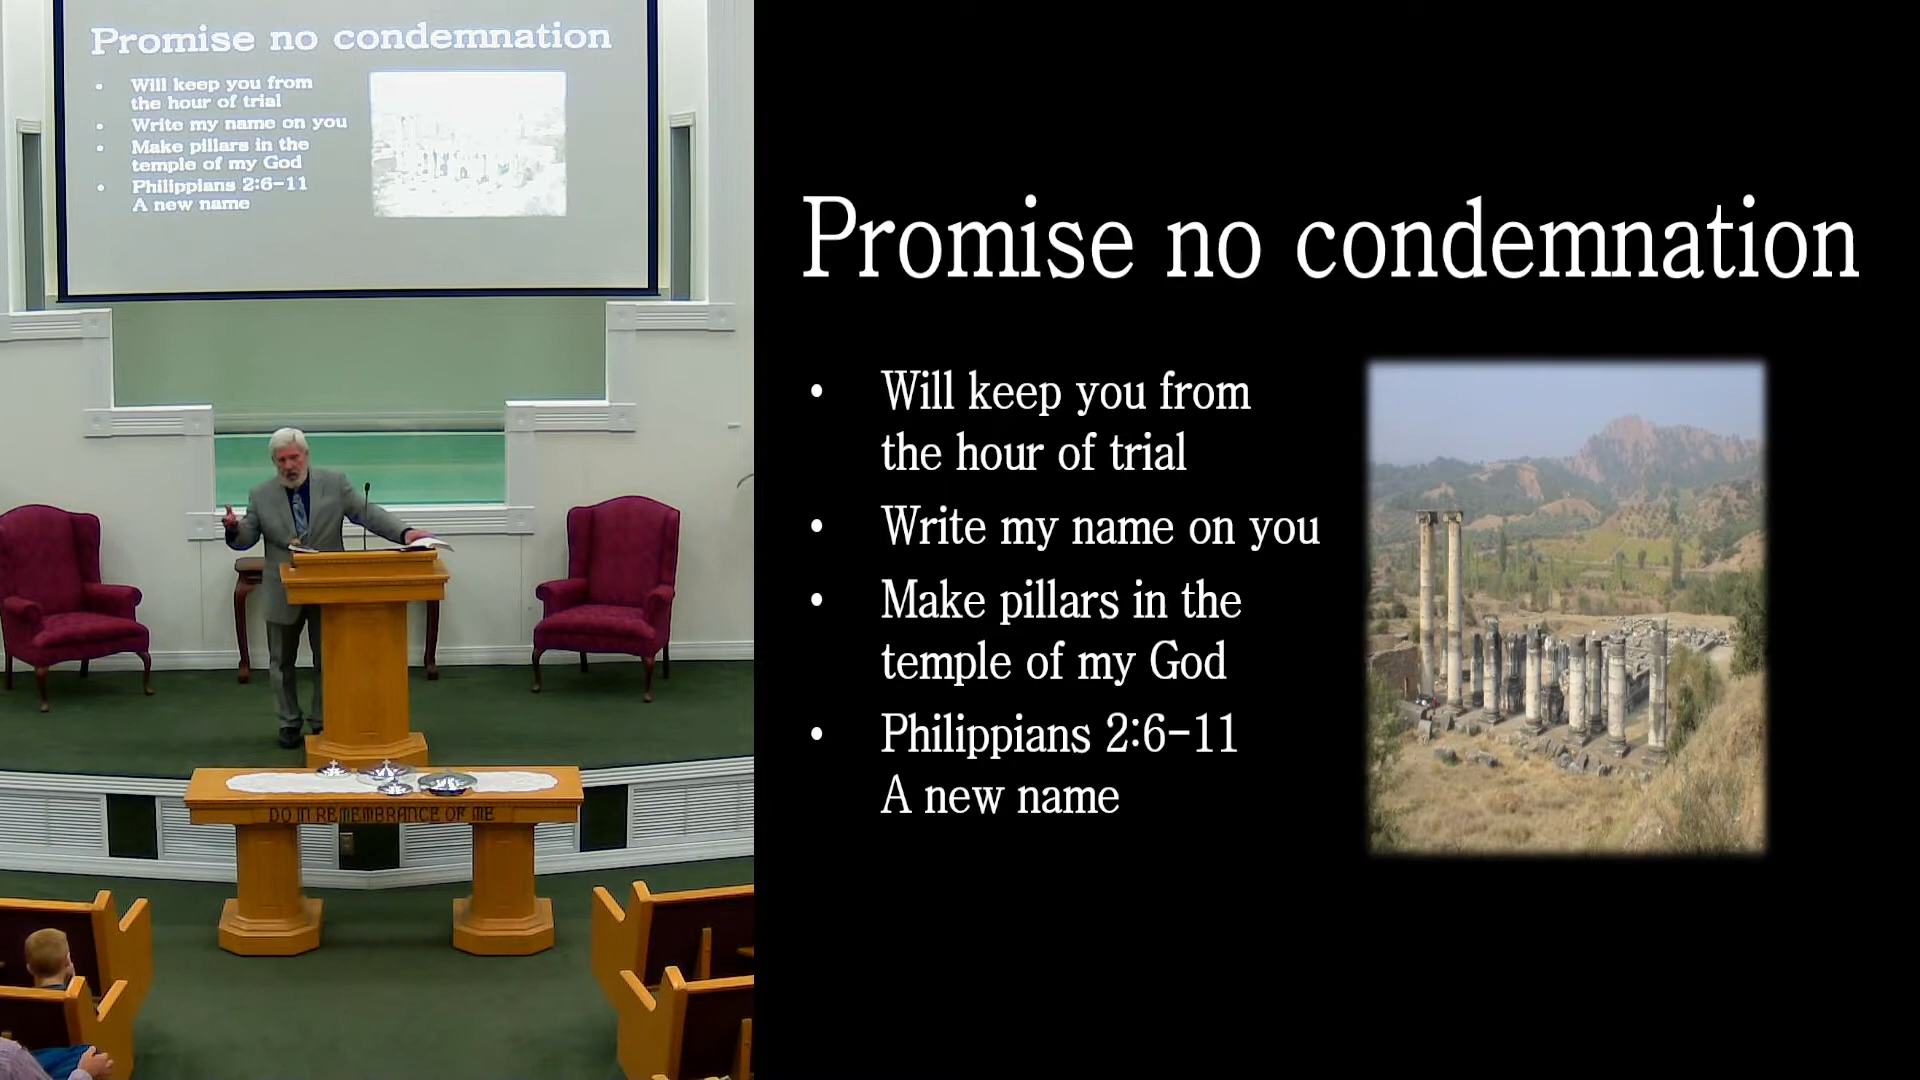 Promise no condemnation
• Will keep you from
the hour of trial
• Write my name on you
• Make pillars in the
temple of my God
• Philippians 2:6-11
A new name
DO IN REMEMBRANCE OF ME
Promise no condemnation
• Will keep you from
the hour of trial
• Write my name on you
• Make pillars in the
temple of my God
• Philippians 2:6-11
A new name